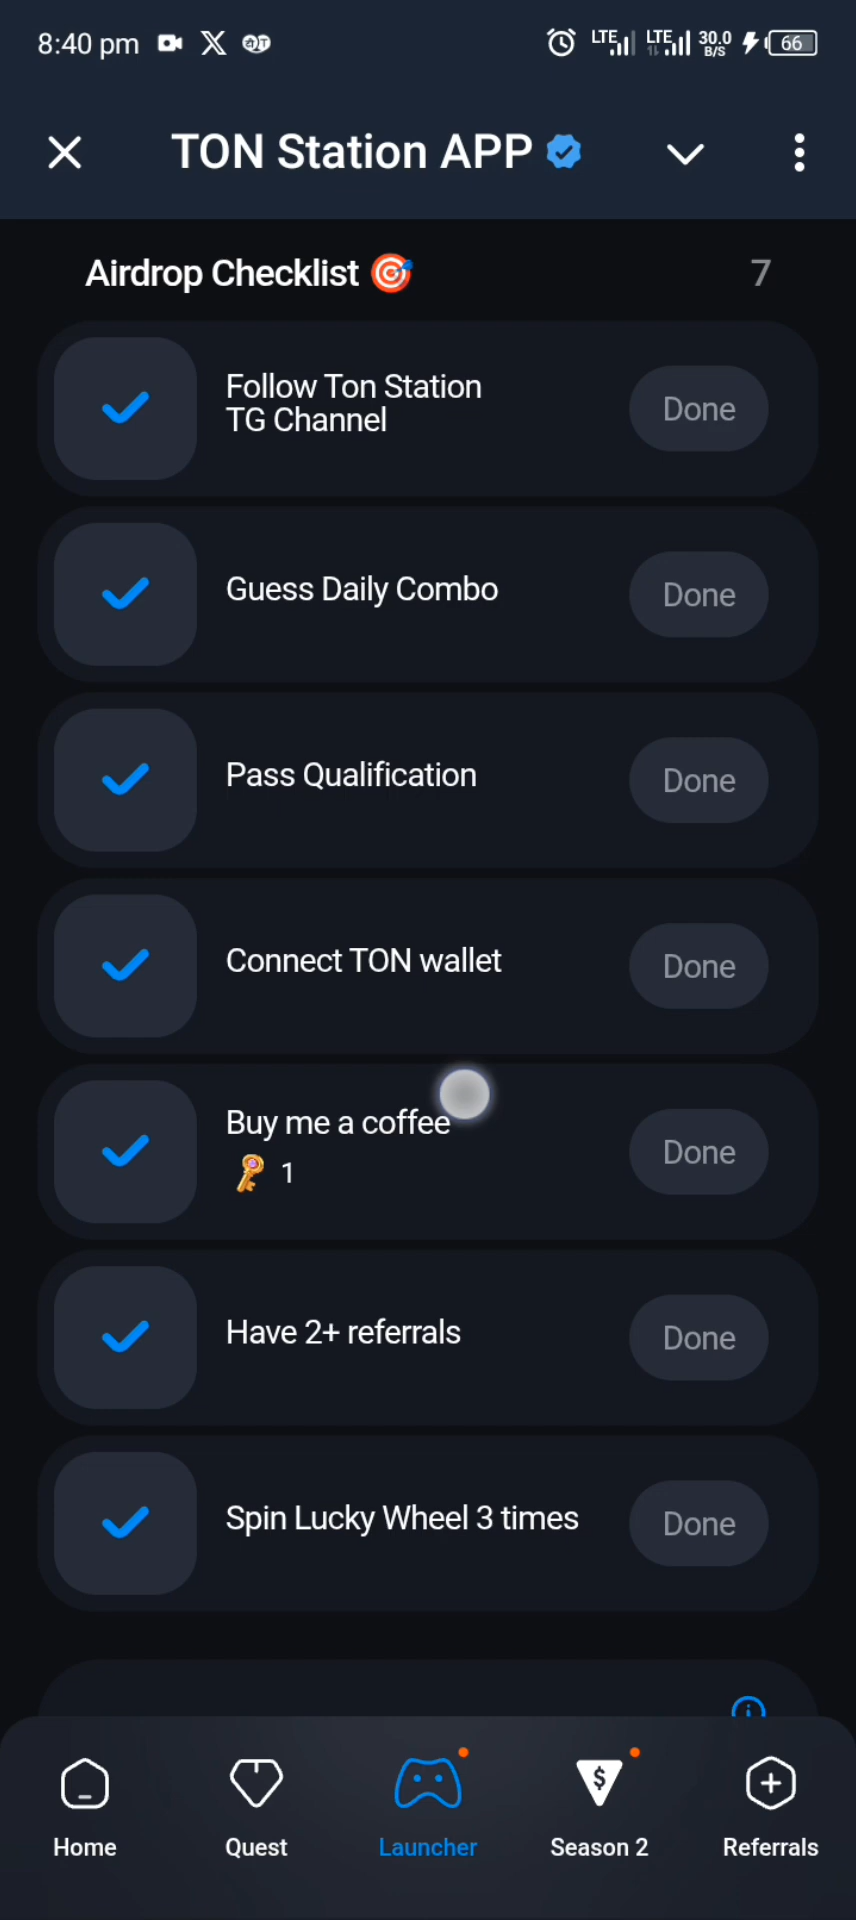 8:40 pm
LTE LTE 30.0 B/S 66
TON Station APP
Airdrop Checklist 🎯 7
Follow Ton Station
TG Channel
Done
Guess Daily Combo
Done
Pass Qualification
Done
Connect TON wallet
Done
Buy me a coffee
1
Done
Have 2+ referrals
Done
Spin Lucky Wheel 3 times
Done
Home Quest Launcher Season 2 Referrals